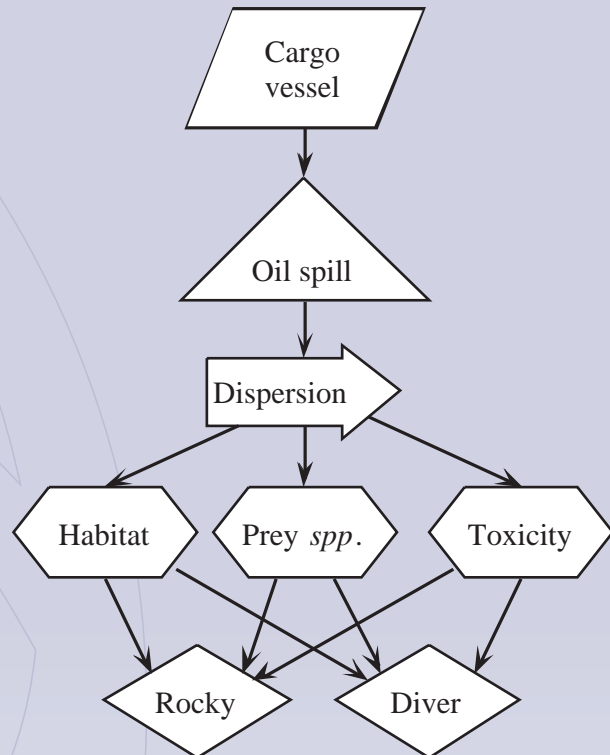 Cargo
vessel
Oil spill
Dispersion
Habitat
Prey spp.
Toxicity
Rocky
Diver